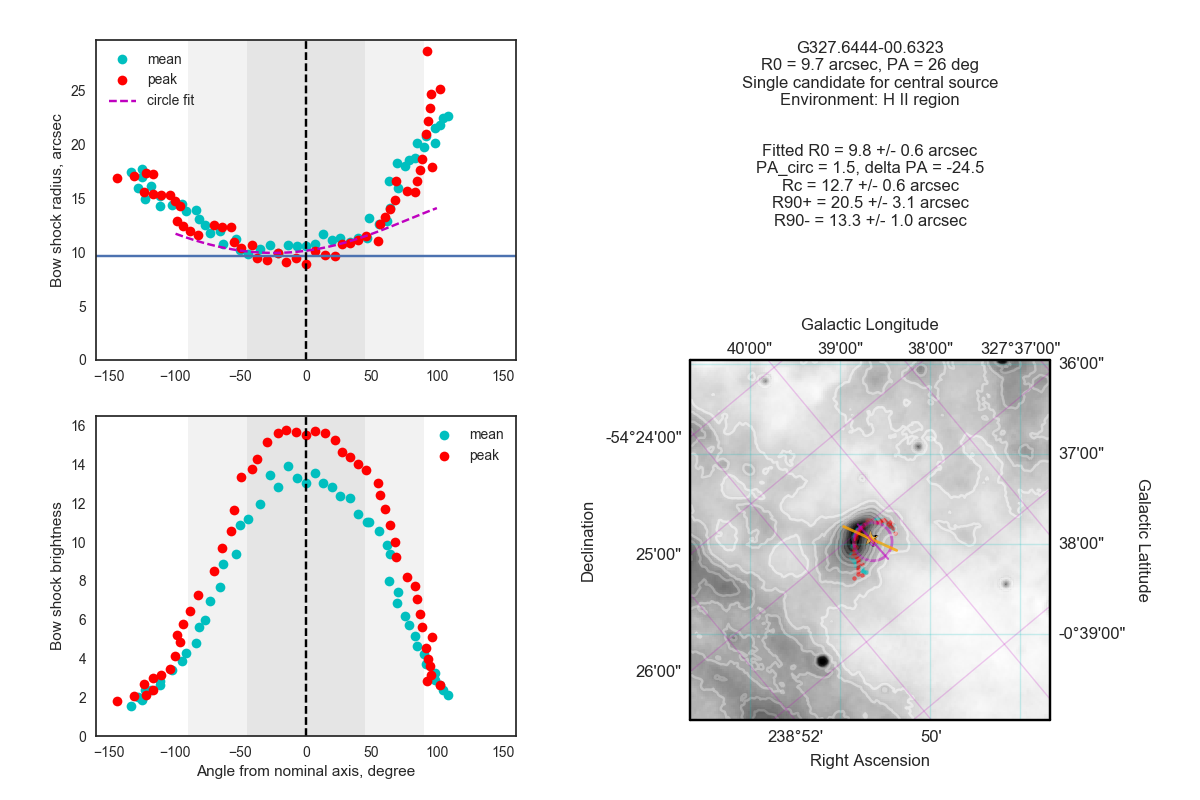 mean
peak
circle fit
Bow shock radius, arcsec
25
20
15
10
5
0
−150 −100 −50 0 50 100 150
mean
peak
Bow shock brightness
16
14
12
10
8
6
4
2
0
−150 −100 −50 0 50 100 150
Angle from nominal axis, degree
G327.6444-00.6323
R0 = 9.7 arcsec, PA = 26 deg
Single candidate for central source
Environment: H II region
Fitted R0 = 9.8 +/- 0.6 arcsec
PA_circ = 1.5, delta PA = -24.5
Rc = 12.7 +/- 0.6 arcsec
R90+ = 20.5 +/- 3.1 arcsec
R90- = 13.3 +/- 1.0 arcsec
Galactic Longitude
40'00" 39'00" 38'00" 327°37'00"
36'00"
37'00"
38'00"
-0°39'00"
Galactic Latitude
-54°24'00"
25'00"
26'00"
Declination
238°52' 50'
Right Ascension